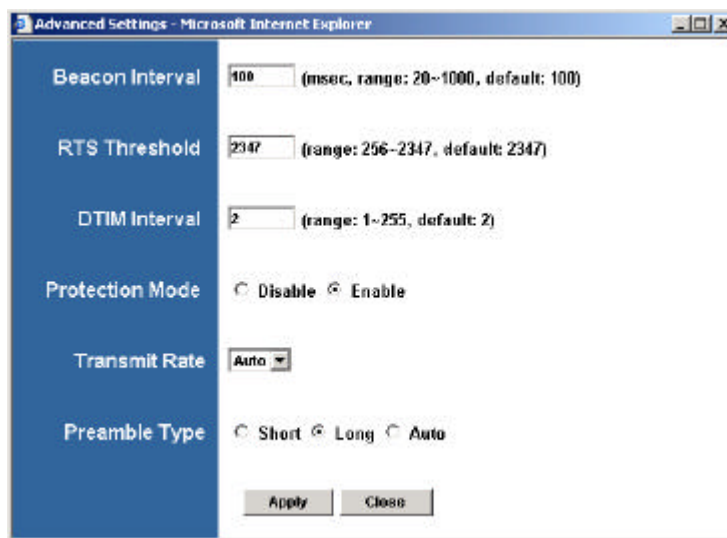 Advanced Settings - Microsoft Internet Explorer
Beacon Interval 100 (msec, range: 20~1000, default: 100)
RTS Threshold 2347 (range: 256~2347, default: 2347)
DTIM Interval 2 (range: 1~255, default: 2)
Protection Mode Disable Enable
Transmit Rate Auto
Preamble Type Short Long Auto
Apply Close